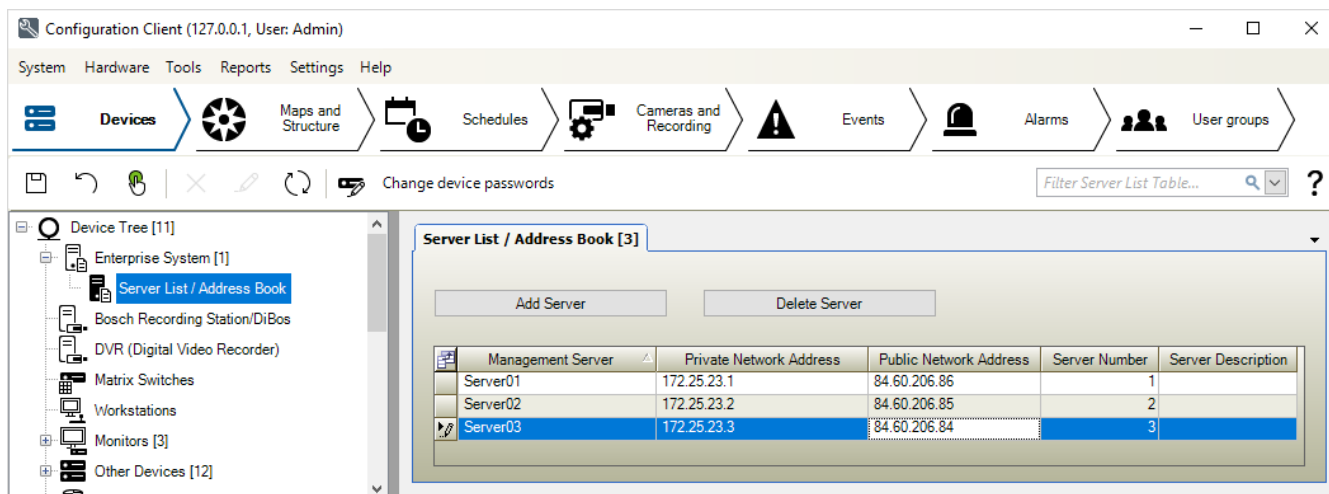 Configuration Client (127.0.0.1, User: Admin)
System Hardware Tools Reports Settings Help
Devices
Maps and
Structure
Schedules
Cameras and
Recording
Events
Alarms
User groups
Change device passwords
Filter Server List Table...
?
Device Tree [11]
Enterprise System [1]
Server List / Address Book
Bosch Recording Station/DiBos
DVR (Digital Video Recorder)
Matrix Switches
Workstations
Monitors [3]
Other Devices [12]
Server List / Address Book [3]
Add Server Delete Server
Management Server Private Network Address Public Network Address Server Number Server Description
Server01 172.25.23.1 84.60.206.86 1
Server02 172.25.23.2 84.60.206.85 2
Server03 172.25.23.3 84.60.206.84 3